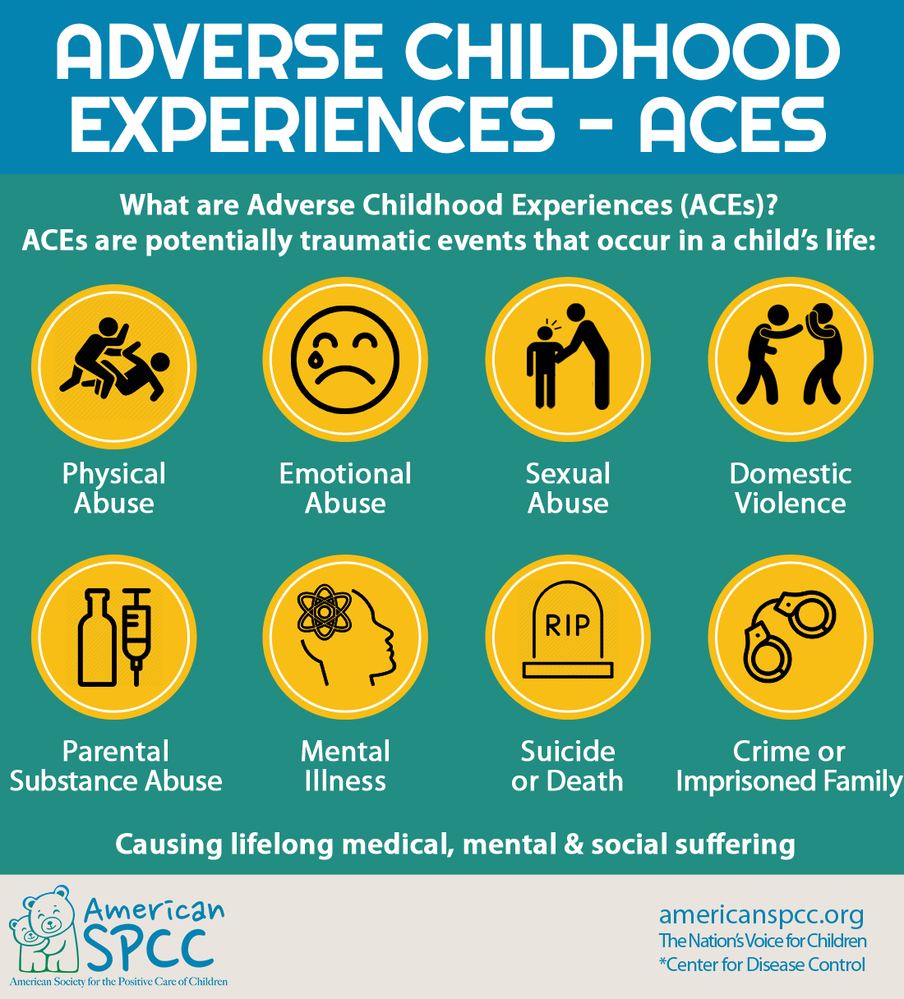 ADVERSE CHILDHOOD
EXPERIENCES - ACES
What are Adverse Childhood Experiences (ACEs)?
ACEs are potentially traumatic events that occur in a child's life:
Physical
Abuse
Emotional
Abuse
Sexual
Abuse
Domestic
Violence
RIP
Parental
Substance Abuse
Mental
Illness
Suicide
or Death
Crime or
Imprisoned Family
Causing lifelong medical, mental & social suffering
American
SPCC
American Society for the Positive Care of Children
americanspcc.org
The Nation's Voice for Children
*Center for Disease Control